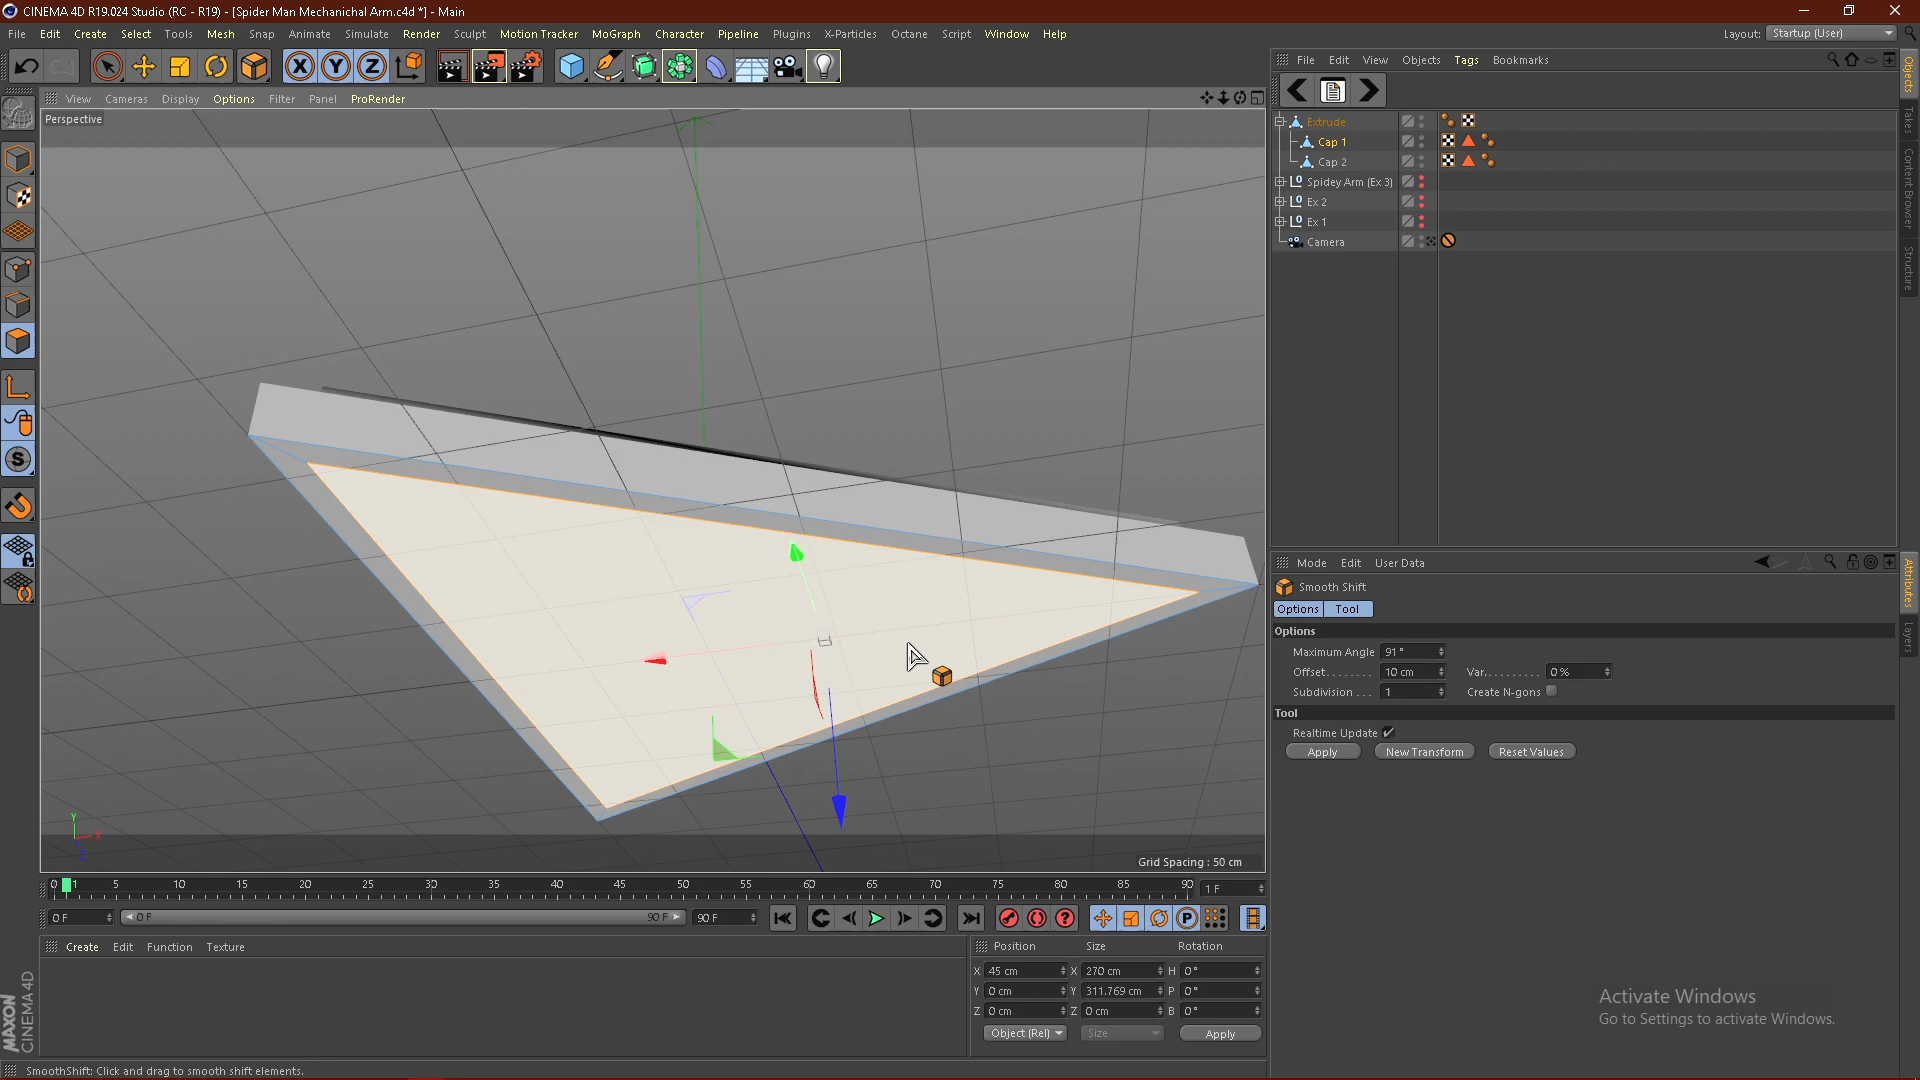 CINEMA 4D R19.024 Studio (RC - R19) - [Spider Man Mechanichal Arm.c4d *] - Main
File Edit Create Select Tools Mesh Snap Animate Simulate Render Sculpt Motion Tracker MoGraph Character Pipeline Plugins X-Particles Octane Script Window Help
Layout: Startup (User)
View Cameras Display Options Filter Panel ProRender
Perspective
Grid Spacing : 50 cm
Y X Z
File Edit View Objects Tags Bookmarks
Extrude
Cap 1
Cap 2
Spidey Arm (Ex 3)
Ex 2
Ex 1
Camera
Objects
Takes
Content Browser
Structure
Mode Edit User Data
Smooth Shift
Options Tool
Options
Maximum Angle 91°
Offset........ 10 cm Var.......... 0 %
Subdivision ... 1 Create N-gons
Tool
Realtime Update
Apply New Transform Reset Values
Attributes
Layers
0 1 5 10 15 20 25 30 35 40 45 50 55 60 65 70 75 80 85 90 1 F
0 F 0 F 90 F 90 F
Create Edit Function Texture
Position Size Rotation
X 45 cm X 270 cm H 0°
Y 0 cm Y 311.769 cm P 0°
Z 0 cm Z 0 cm B 0°
Object (Rel) Size Apply
MAXON CINEMA 4D
Activate Windows
Go to Settings to activate Windows.
SmoothShift: Click and drag to smooth shift elements.